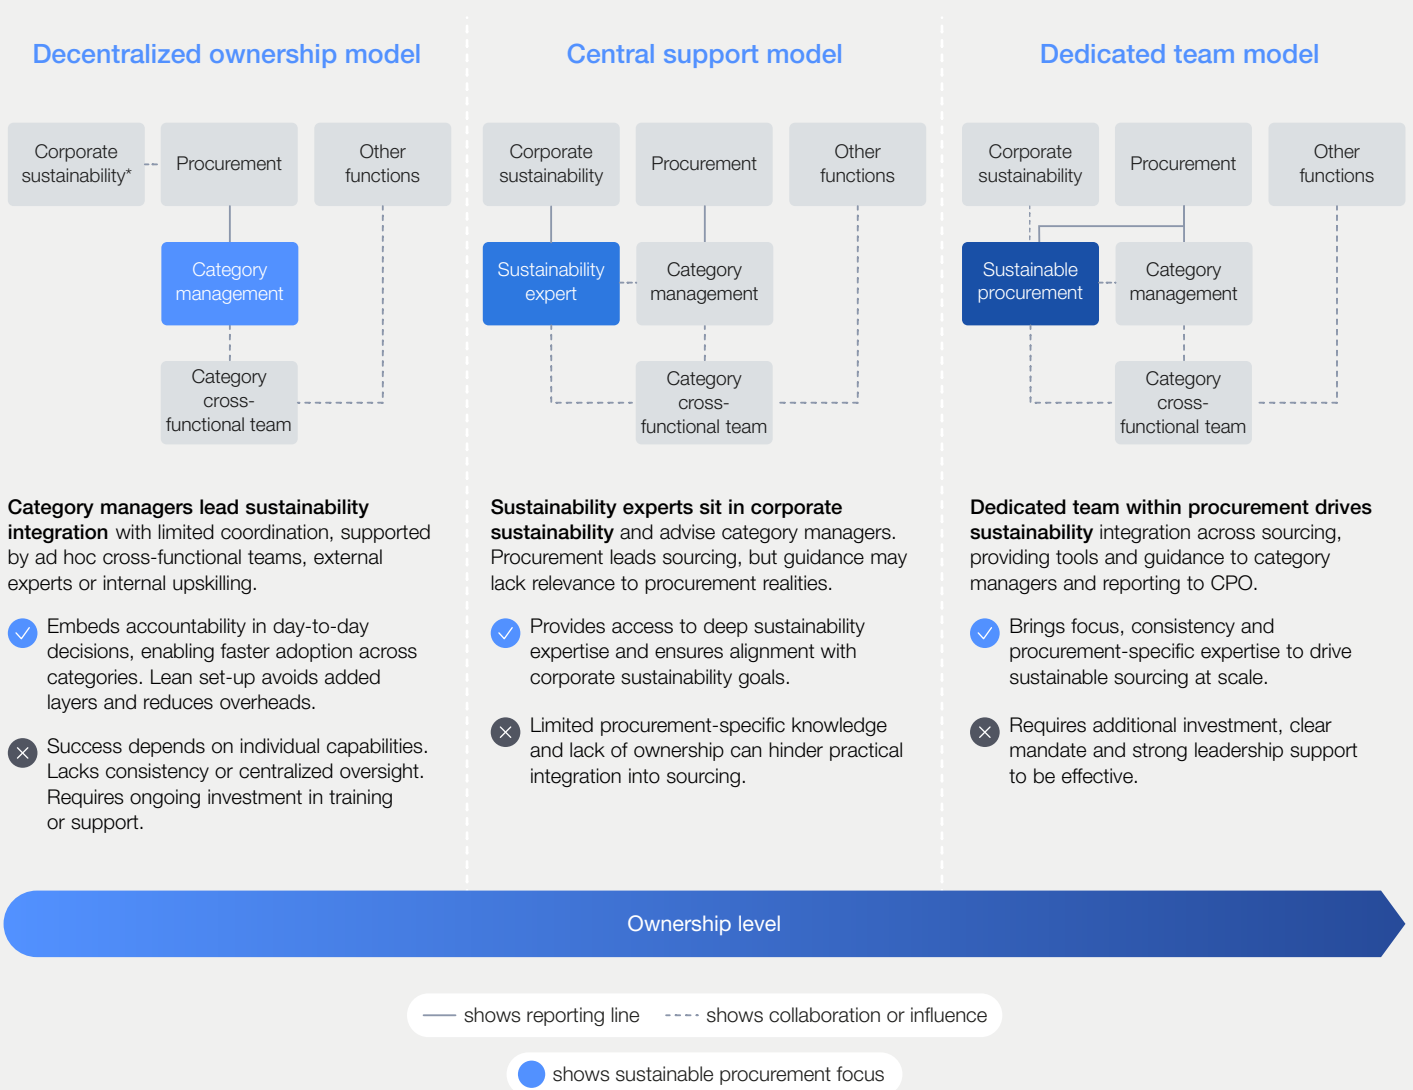 Decentralized ownership model
Corporate
sustainability*
Procurement
Other
functions
Category
management
Category
cross-
functional team
Category managers lead sustainability
integration with limited coordination, supported
by ad hoc cross-functional teams, external
experts or internal upskilling.
Embeds accountability in day-to-day
decisions, enabling faster adoption across
categories. Lean set-up avoids added
layers and reduces overheads.
Success depends on individual capabilities.
Lacks consistency or centralized oversight.
Requires ongoing investment in training
or support.
Central support model
Corporate
sustainability
Procurement
Other
functions
Sustainability
expert
Category
management
Category
cross-
functional team
Sustainability experts sit in corporate
sustainability and advise category managers.
Procurement leads sourcing, but guidance may
lack relevance to procurement realities.
Provides access to deep sustainability
expertise and ensures alignment with
corporate sustainability goals.
Limited procurement-specific knowledge
and lack of ownership can hinder practical
integration into sourcing.
Dedicated team model
Corporate
sustainability
Procurement
Other
functions
Sustainable
procurement
Category
management
Category
cross-
functional team
Dedicated team within procurement drives
sustainability integration across sourcing,
providing tools and guidance to category
managers and reporting to CPO.
Brings focus, consistency and
procurement-specific expertise to drive
sustainable sourcing at scale.
Requires additional investment, clear
mandate and strong leadership support
to be effective.
Ownership level
shows reporting line
shows collaboration or influence
shows sustainable procurement focus